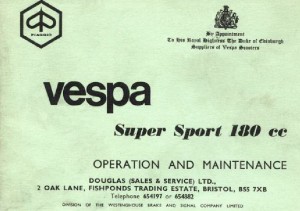 PIAGGIO
By Appointment
To His Royal Highness The Duke of Edinburgh
Suppliers of Vespa Scooters
vespa
Super Sport 180 cc
OPERATION AND MAINTENANCE
DOUGLAS (SALES & SERVICE) LTD.,
2 OAK LANE, FISHPONDS TRADING ESTATE, BRISTOL, BS5 7XB
Telephone 654197 or 654882
DIVISION OF THE WESTINGHOUSE BRAKE AND SIGNAL COMPANY LIMITED